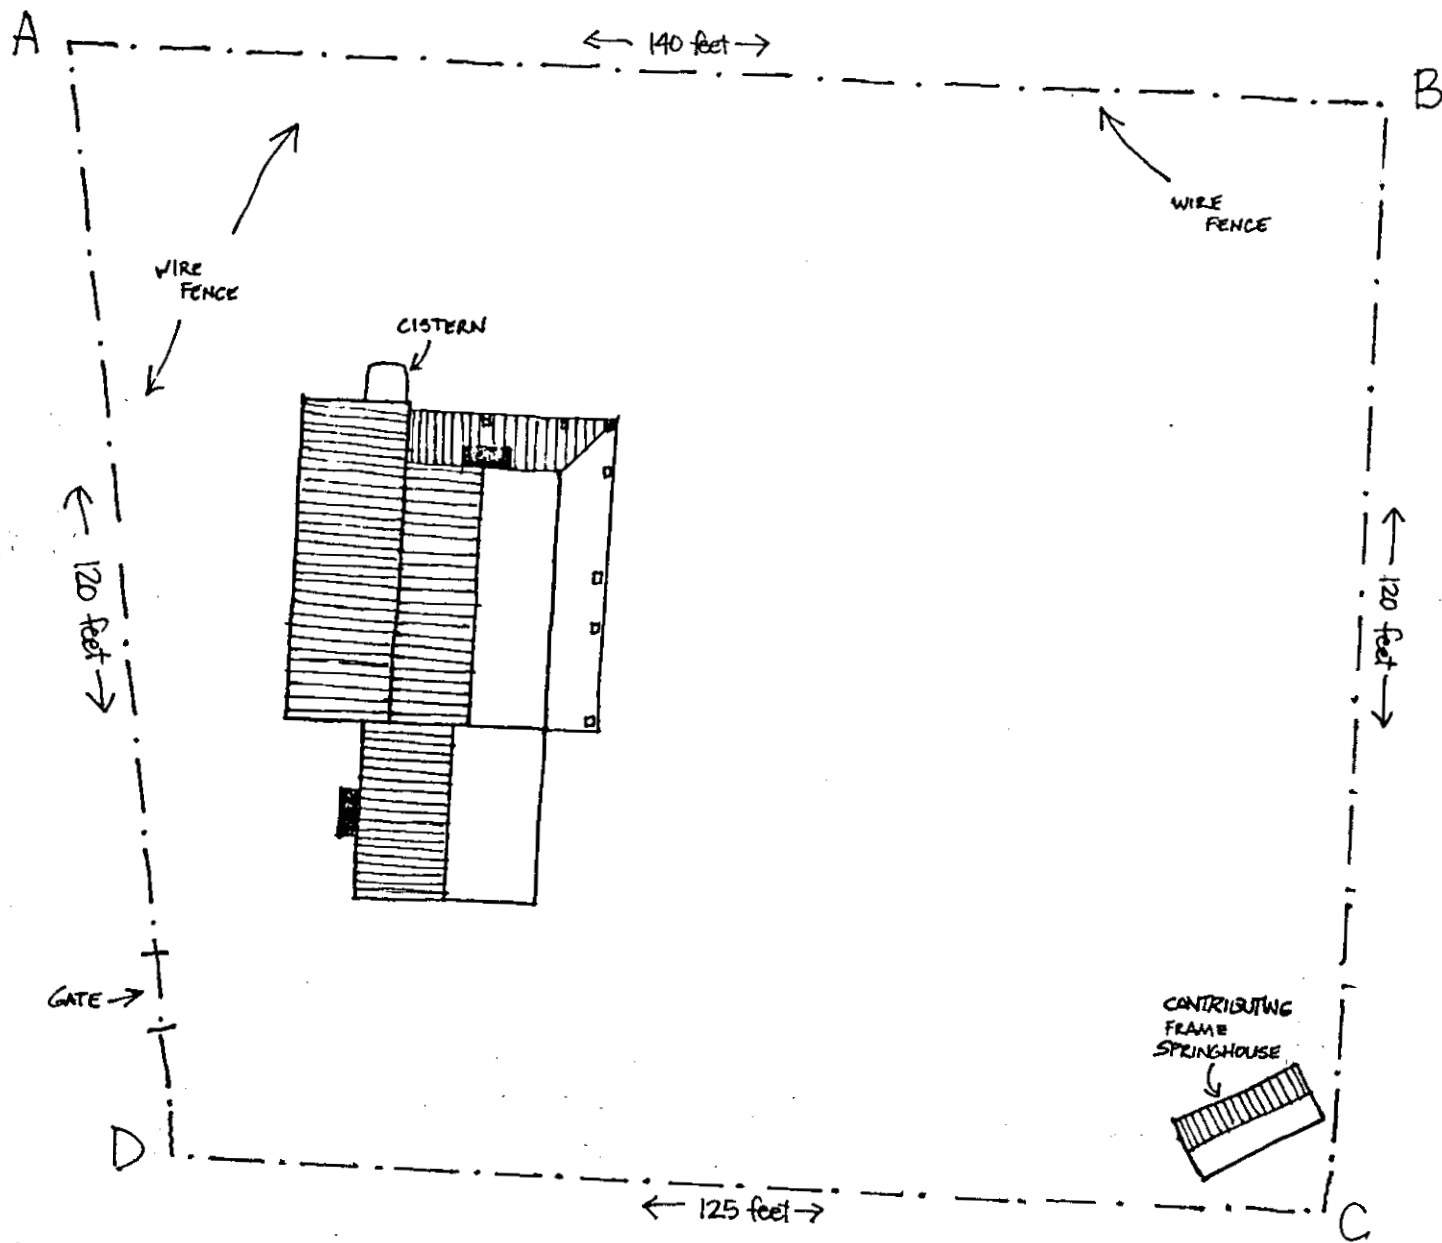 A
← 140 feet →
B
WIRE
FENCE
WIRE
FENCE
CISTERN
← 120 feet →
← 120 feet →
GATE →
CONTRIBUTING
FRAME
SPRINGHOUSE
D
← 125 feet →
C